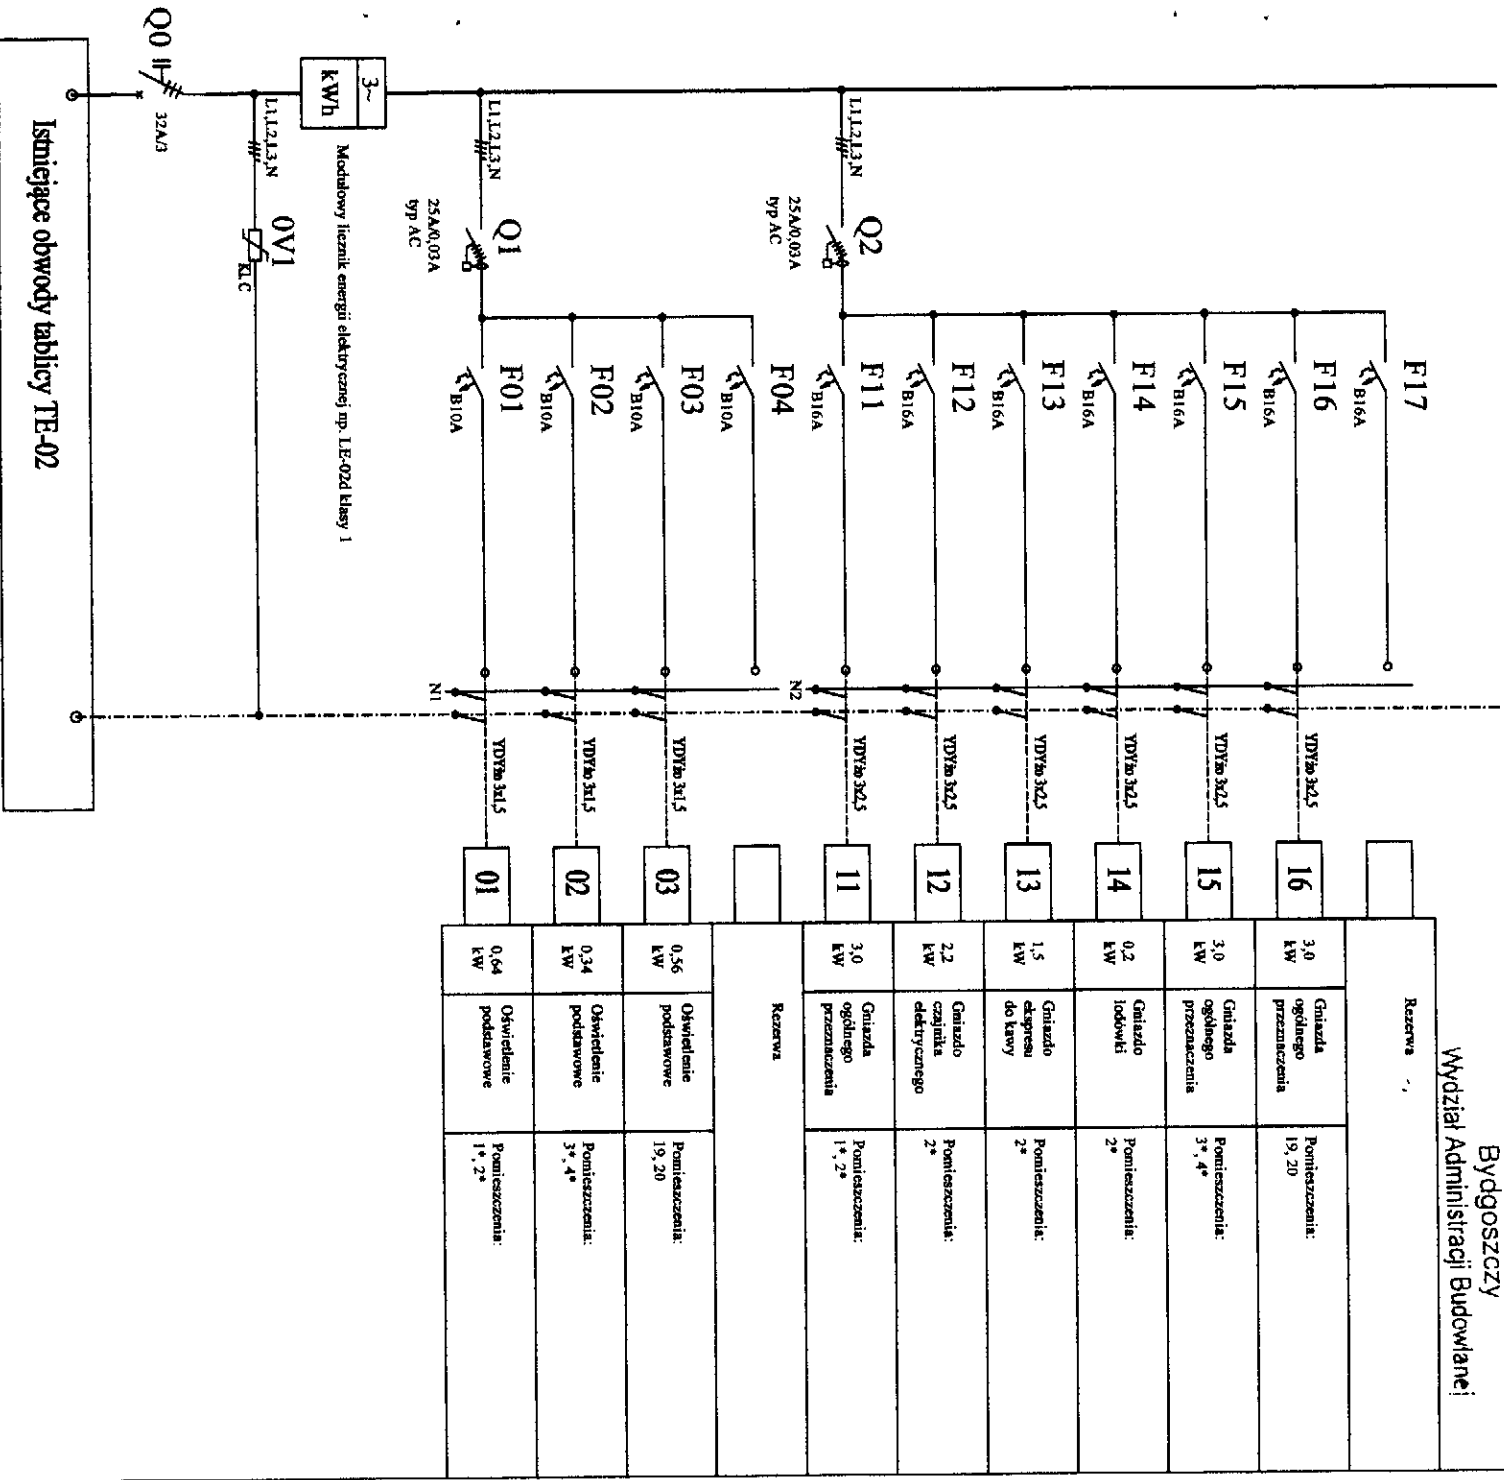 Bydgoszczy
Wydział Administracji Budowlanej
Istniejące obwody tablicy TE-02
Q0
32A/3
L1,L2,L3,N
0V1
Kl. C
3~
kWh
Modułowy licznik energii elektrycznej np. LE-02d klasy 1
L1,L2,L3,N
Q1
25A/0,03A
typ AC
F01
B10A
F02
B10A
F03
B10A
F04
B10A
N1
L1,L2,L3,N
Q2
25A/0,03A
typ AC
F11
B16A
F12
B16A
F13
B16A
F14
B16A
F15
B16A
F16
B16A
F17
B16A
N2
YDYżo 3x1,5
YDYżo 3x1,5
YDYżo 3x1,5
YDYżo 3x2,5
YDYżo 3x2,5
YDYżo 3x2,5
YDYżo 3x2,5
YDYżo 3x2,5
YDYżo 3x2,5
01
0,64
kW
Oświetlenie
podstawowe
Pomieszczenia:
1*, 2*
02
0,34
kW
Oświetlenie
podstawowe
Pomieszczenia:
3*, 4*
03
0,56
kW
Oświetlenie
podstawowe
Pomieszczenia:
19, 20
Rezerwa
11
3,0
kW
Gniazda
ogólnego
przeznaczenia
Pomieszczenia:
1*, 2*
12
2,2
kW
Gniazdo
czajnika
elektrycznego
Pomieszczenia:
2*
13
1,5
kW
Gniazdo
ekspresu
do kawy
Pomieszczenia:
2*
14
0,2
kW
Gniazdo
lodówki
Pomieszczenia:
2*
15
3,0
kW
Gniazda
ogólnego
przeznaczenia
Pomieszczenia:
3*, 4*
16
3,0
kW
Gniazda
ogólnego
przeznaczenia
Pomieszczenia:
19, 20
Rezerwa